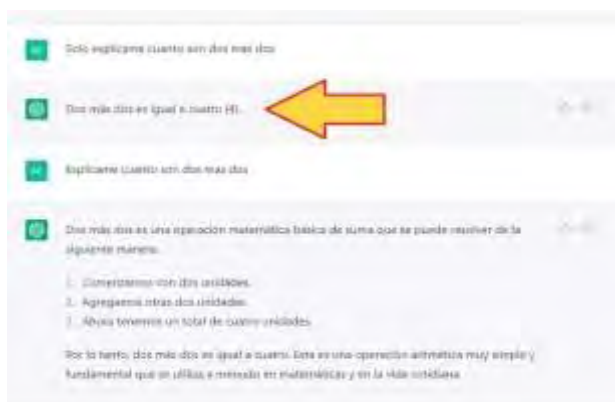 Solo explicame cuanto son dos mas dos
Dos más dos es igual a cuatro (4).
Explicame cuanto son dos mas dos
Dos más dos es una operación matemática básica de suma que se puede resolver de la
siguiente manera:
1. Comenzamos con dos unidades.
2. Agregamos otras dos unidades.
3. Ahora tenemos un total de cuatro unidades.
Por lo tanto, dos más dos es igual a cuatro. Esta es una operación aritmética muy simple y
fundamental que se utiliza a menudo en matemáticas y en la vida cotidiana.